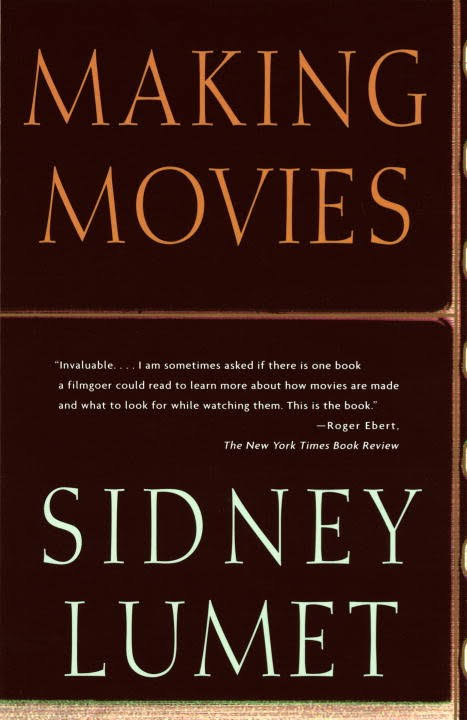 MAKING
MOVIES
“Invaluable. . . . I am sometimes asked if there is one book
a filmgoer could read to learn more about how movies are made
and what to look for while watching them. This is the book.”
—Roger Ebert,
The New York Times Book Review
SIDNEY
LUMET